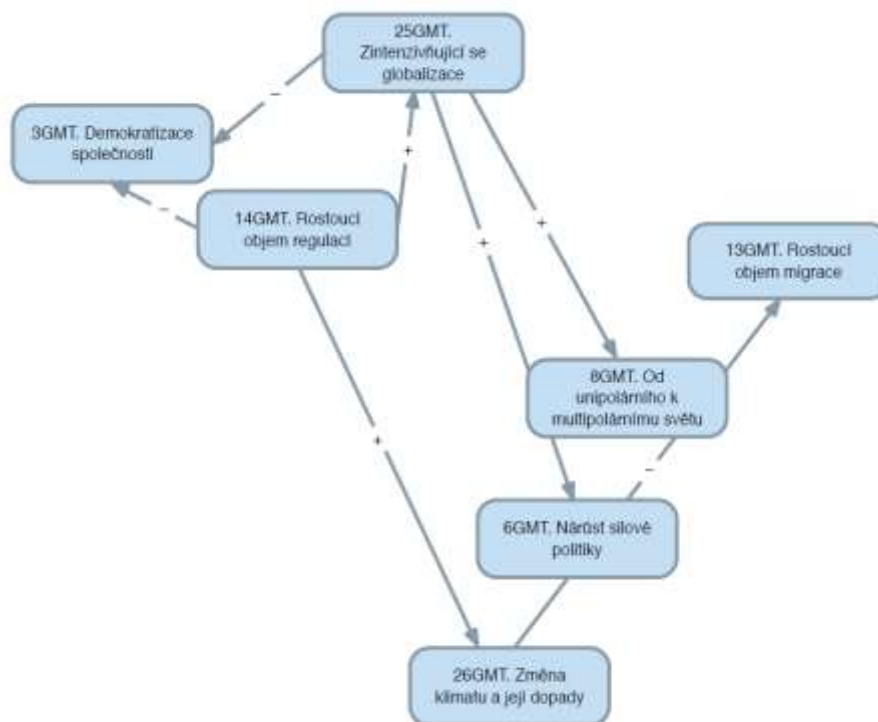 25GMT.
Zintenzivňující se
globalizace
–
3GMT. Demokratizace
společnosti
+
–
14GMT. Rostoucí
objem regulací
+
+
13GMT. Rostoucí
objem migrace
+
8GMT. Od
unipolárního k
multipolárnímu světu
–
6GMT. Nárůst silové
politiky
26GMT. Změna
klimatu a její dopady